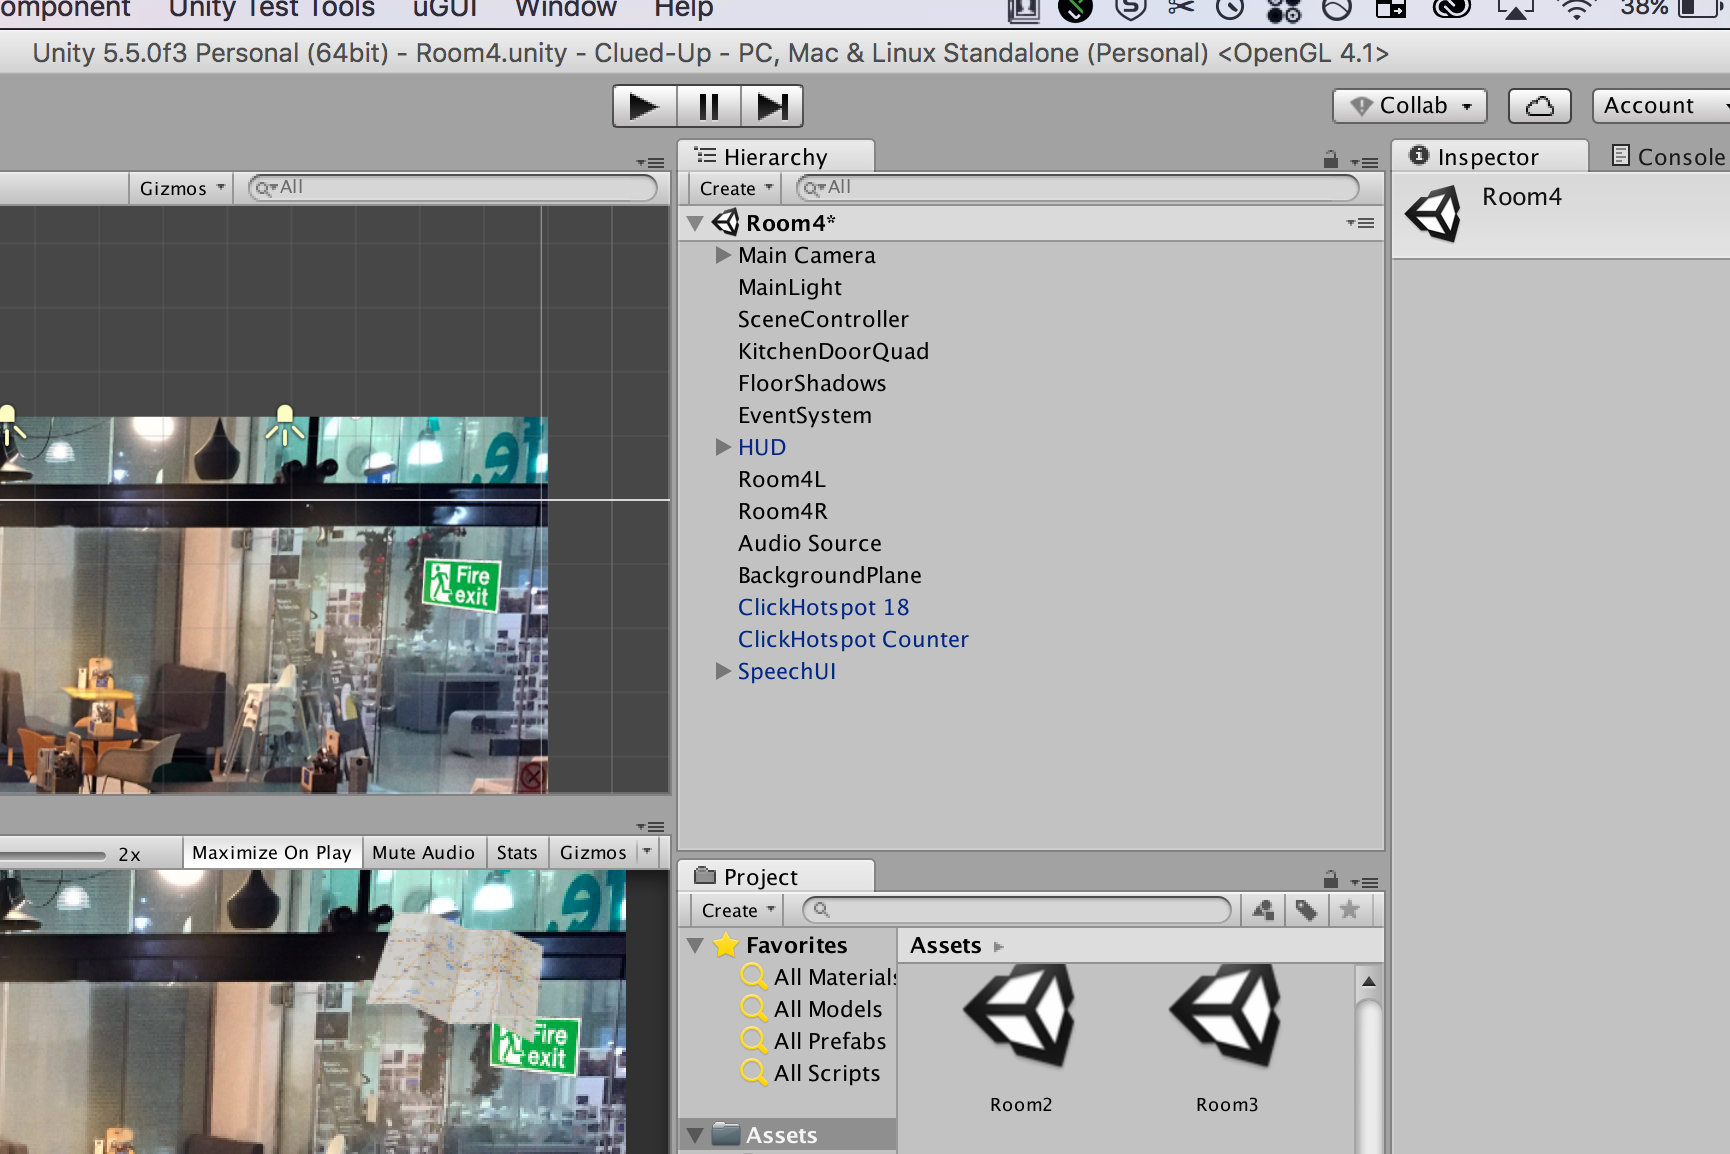 omponent Unity Test Tools uGUI Window Help 38%
Unity 5.5.0f3 Personal (64bit) - Room4.unity - Clued-Up - PC, Mac & Linux Standalone (Personal) <OpenGL 4.1>
Collab Account
Hierarchy
Inspector Console
Gizmos All
Create All
Room4*
Room4
Main Camera
MainLight
SceneController
KitchenDoorQuad
FloorShadows
EventSystem
HUD
Room4L
Room4R
Audio Source
BackgroundPlane
ClickHotspot 18
ClickHotspot Counter
SpeechUI
fe.
Fire
exit
2x Maximize On Play Mute Audio Stats Gizmos
fe.
Fire
exit
Project
Create
Favorites
All Materials
All Models
All Prefabs
All Scripts
Assets
Assets
Room2 Room3